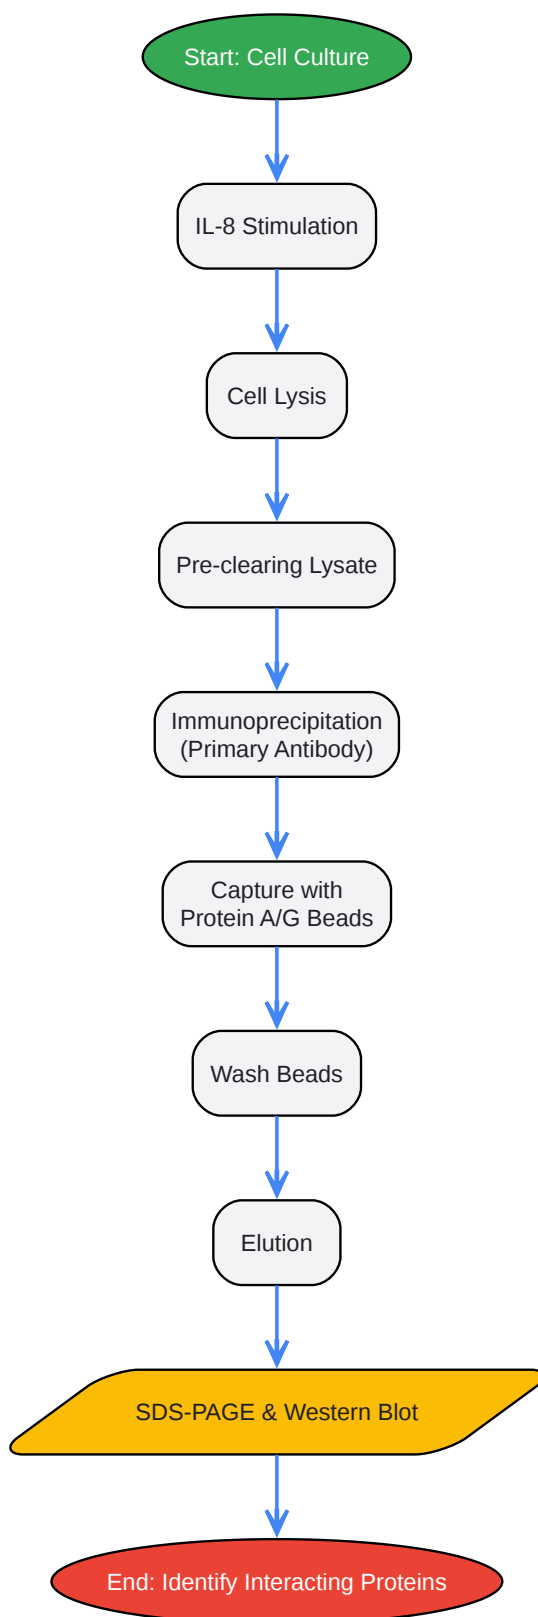 Start: Cell Culture
IL-8 Stimulation
Cell Lysis
Pre-clearing Lysate
Immunoprecipitation
(Primary Antibody)
Capture with
Protein A/G Beads
Wash Beads
Elution
SDS-PAGE & Western Blot
End: Identify Interacting Proteins